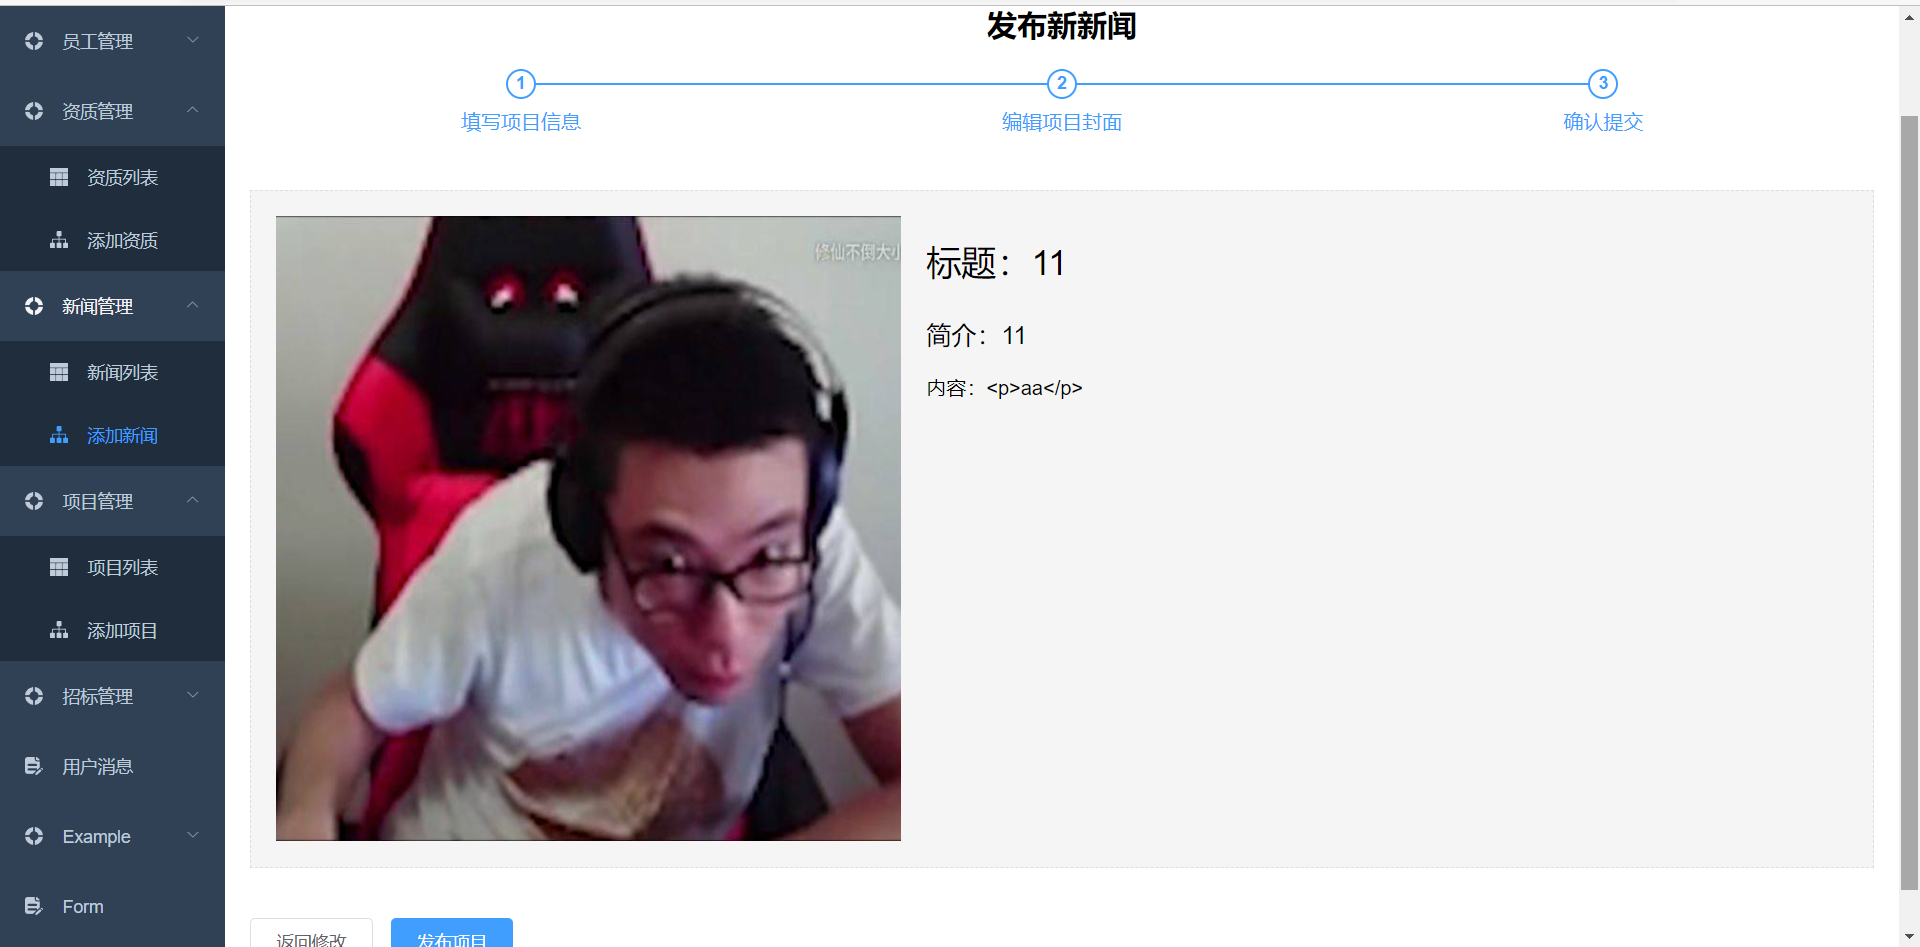 员工管理
资质管理
资质列表
添加资质
新闻管理
新闻列表
添加新闻
项目管理
项目列表
添加项目
招标管理
用户消息
Example
Form
发布新新闻
1
2
3
填写项目信息
编辑项目封面
确认提交
修仙不倒大小
标题：11
简介：11
内容：<p>aa</p>
返回修改
发布项目